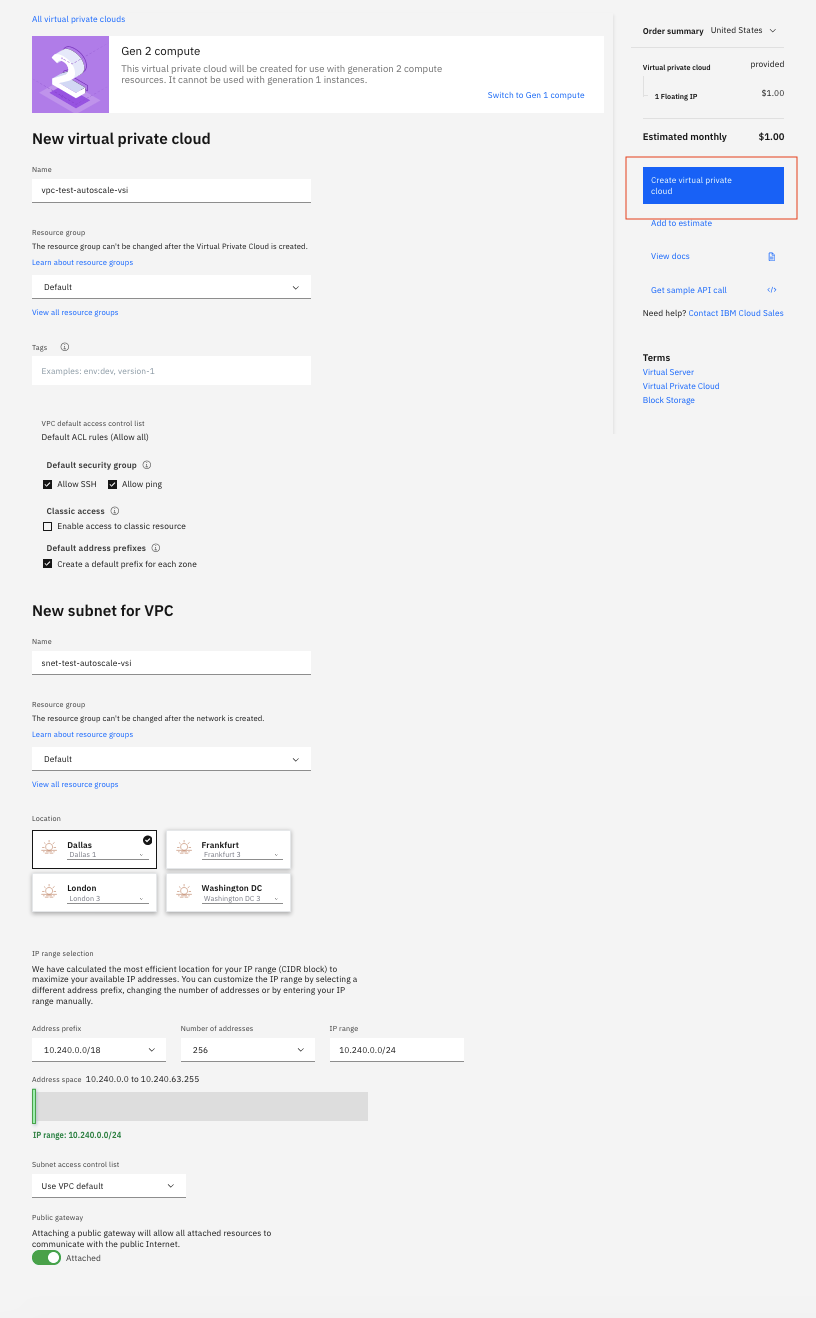 All virtual private clouds
Gen 2 compute
This virtual private cloud will be created for use with generation 2 compute
resources. It cannot be used with generation 1 instances.
Switch to Gen 1 compute
New virtual private cloud
Name
vpc-test-autoscale-vsi
Resource group
The resource group can't be changed after the Virtual Private Cloud is created.
Learn about resource groups
Default
View all resource groups
Tags
Examples: env:dev, version-1
VPC default access control list
Default ACL rules (Allow all)
Default security group
Allow SSH Allow ping
Classic access
Enable access to classic resource
Default address prefixes
Create a default prefix for each zone
New subnet for VPC
Name
snet-test-autoscale-vsi
Resource group
The resource group can't be changed after the network is created.
Learn about resource groups
Default
View all resource groups
Location
Dallas
Dallas 1
Frankfurt
Frankfurt 3
London
London 3
Washington DC
Washington DC 3
IP range selection
We have calculated the most efficient location for your IP range (CIDR block) to
maximize your available IP addresses. You can customize the IP range by selecting a
different address prefix, changing the number of addresses or by entering your IP
range manually.
Address prefix Number of addresses IP range
10.240.0.0/18 256 10.240.0.0/24
Address space 10.240.0.0 to 10.240.63.255
IP range: 10.240.0.0/24
Subnet access control list
Use VPC default
Public gateway
Attaching a public gateway will allow all attached resources to
communicate with the public Internet.
Attached
Order summary United States
Virtual private cloud provided
1 Floating IP $1.00
Estimated monthly $1.00
Create virtual private
cloud
Add to estimate
View docs
Get sample API call </>
Need help? Contact IBM Cloud Sales
Terms
Virtual Server
Virtual Private Cloud
Block Storage